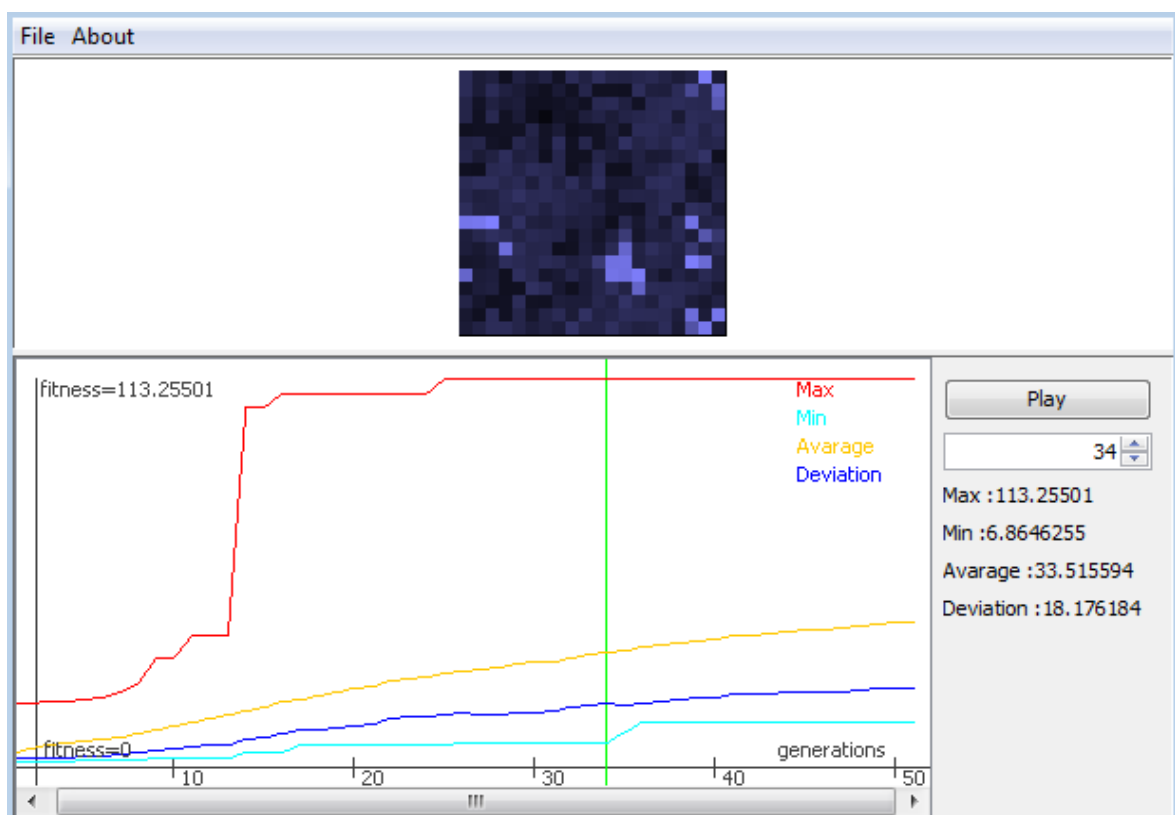 File About
fitness=113.25501
Max
Min
Avarage
Deviation
fitness=0
generations
10 20 30 40 50
Play
34
Max :113.25501
Min :6.8646255
Avarage :33.515594
Deviation :18.176184